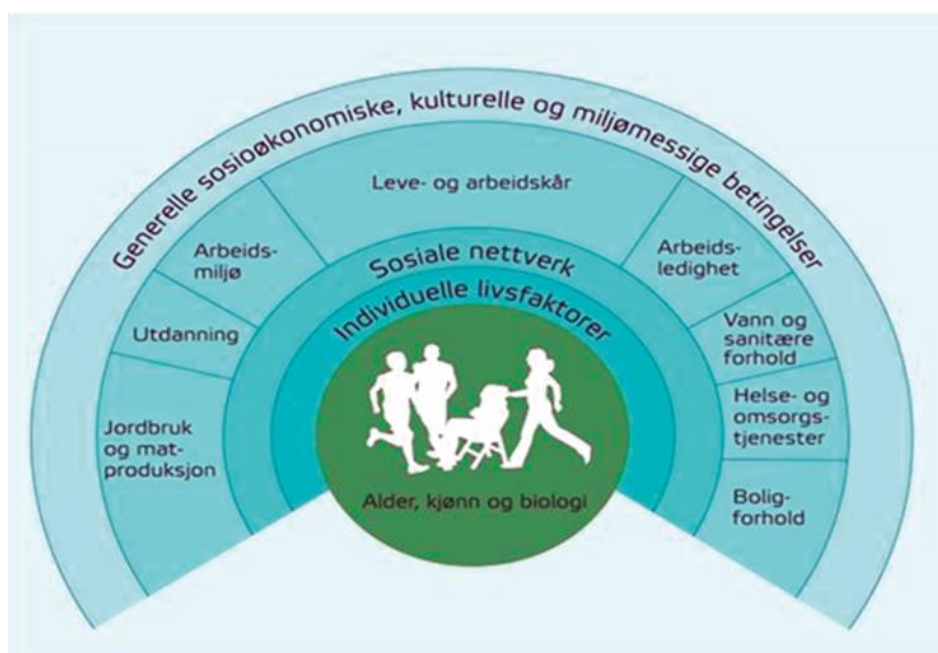 Generelle sosioøkonomiske, kulturelle og miljømessige betingelser
Leve- og arbeidskår
Arbeids-
miljø
Arbeids-
ledighet
Sosiale nettverk
Individuelle livsfaktorer
Utdanning
Vann og
sanitære
forhold
Jordbruk
og mat-
produksjon
Helse- og
omsorgs-
tjenester
Bolig-
forhold
Alder, kjønn og biologi